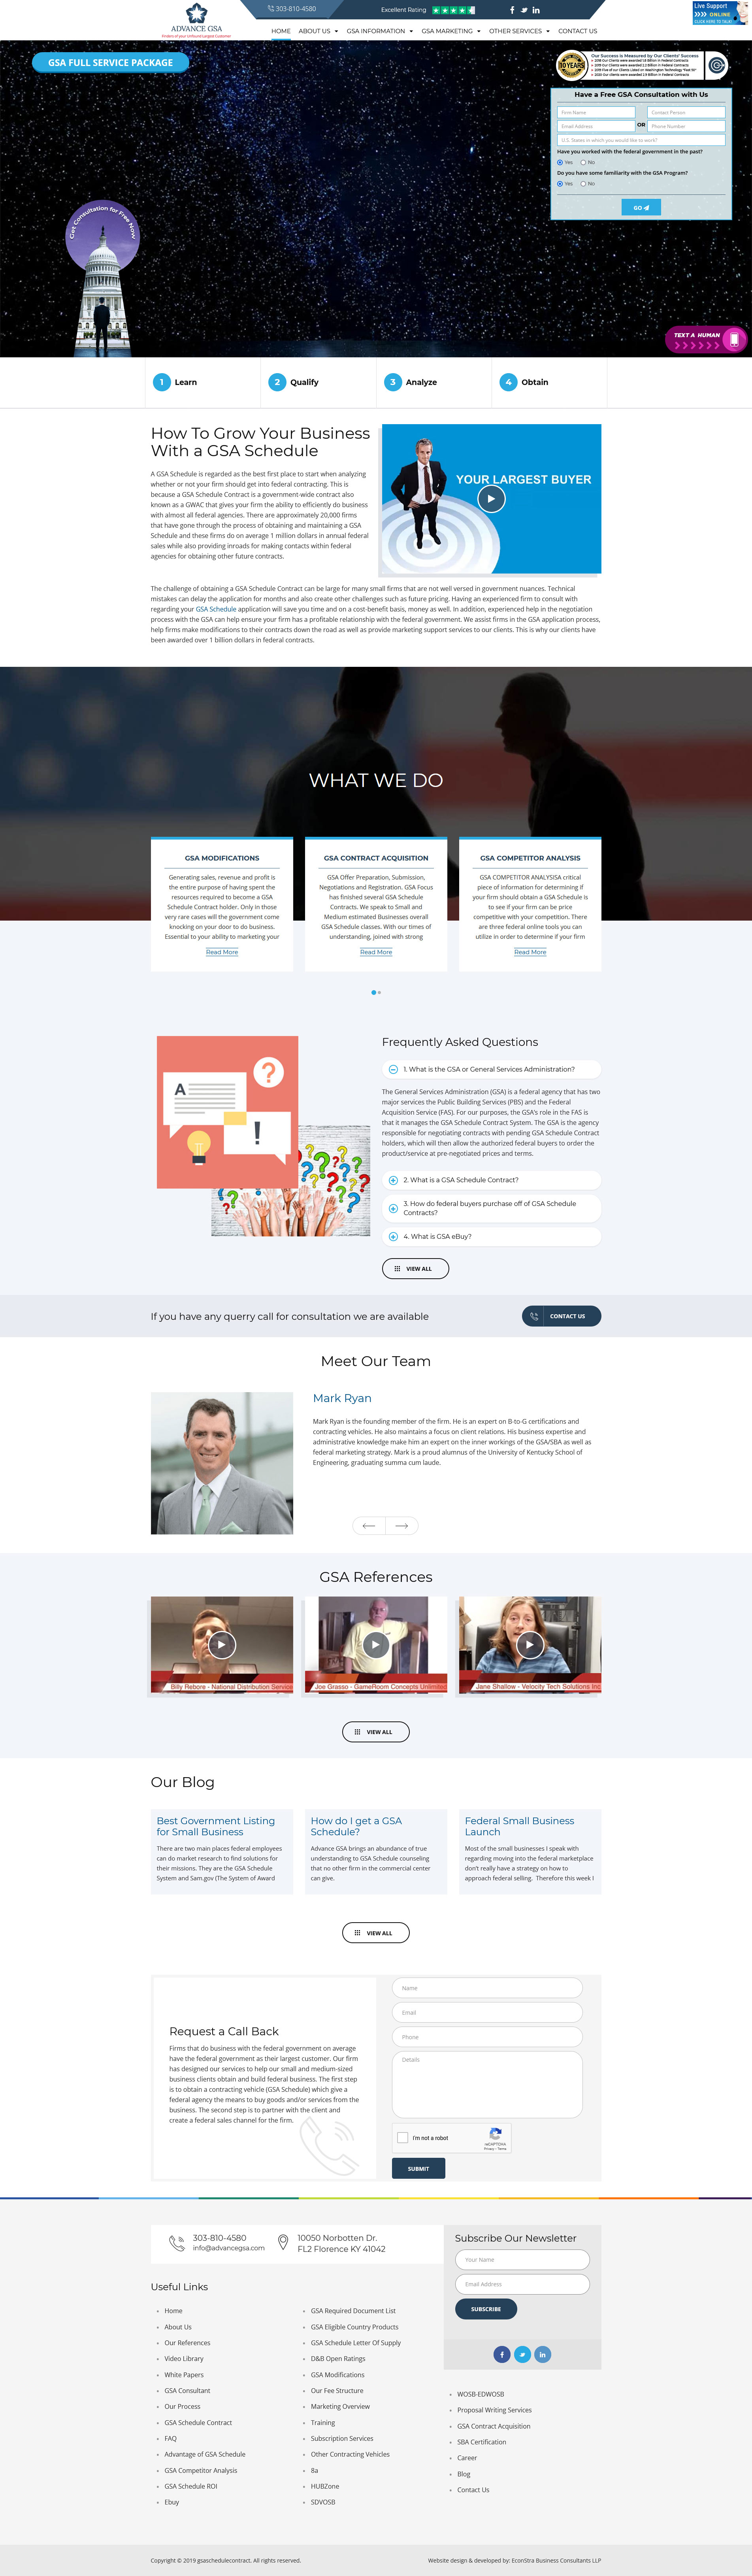 ADVANCE GSA
303-810-4580
Excellent Rating
Live Support
ONLINE
CLICK HERE TO TALK!
HOME
ABOUT US
GSA INFORMATION
GSA MARKETING
OTHER SERVICES
CONTACT US
GSA FULL SERVICE PACKAGE
10 YEARS
Our Success is Measured by Our Clients' Success
Have a Free GSA Consultation with Us
Firm Name
Contact Person
Email Address
OR
Phone Number
U.S. States in which you would like to work?
Have you worked with the federal government in the past?
Yes
No
Do you have some familiarity with the GSA Program?
Yes
No
GO
Get Consultation for Free Now
TEXT A HUMAN
1 Learn
2 Qualify
3 Analyze
4 Obtain
How To Grow Your Business
With a GSA Schedule
A GSA Schedule is regarded as the best first place to start when analyzing
whether or not your firm should get into federal contracting. This is
because a GSA Schedule Contract is a government-wide contract also
known as a GWAC that gives your firm the ability to efficiently do business
with almost all federal agencies. There are approximately 20,000 firms
that have gone through the process of obtaining and maintaining a GSA
Schedule and these firms do on average 1 million dollars in annual federal
sales while also providing inroads for making contacts within federal
agencies for obtaining other future contracts.
YOUR LARGEST BUYER
The challenge of obtaining a GSA Schedule Contract can be large for many small firms that are not well versed in government nuances. Technical
mistakes can delay the application for months and also create other challenges such as future pricing. Having an experienced firm to consult with
regarding your GSA Schedule application will save you time and on a cost-benefit basis, money as well. In addition, experienced help in the negotiation
process with the GSA can help ensure your firm has a profitable relationship with the federal government. We assist firms in the GSA application process,
help firms make modifications to their contracts down the road as well as provide marketing support services to our clients. This is why our clients have
been awarded over 1 billion dollars in federal contracts.
WHAT WE DO
GSA MODIFICATIONS
Generating sales, revenue and profit is
the entire purpose of having spent the
resources required to become a GSA
Schedule Contract holder. Only in those
very rare cases will the government come
knocking on your door to do business.
Essential to your ability to marketing your
Read More
GSA CONTRACT ACQUISITION
GSA Offer Preparation, Submission,
Negotiations and Registration. GSA Focus
has finished several GSA Schedule
Contracts. We speak to Small and
Medium estimated Businesses overall
GSA Schedule classes. With our times of
understanding, joined with strong
Read More
GSA COMPETITOR ANALYSIS
GSA COMPETITOR ANALYSISA critical
piece of information for determining if
your firm should obtain a GSA Schedule is
to see if your firm can be price
competitive with your competition. There
are three federal online tools you can
utilize in order to determine if your firm
Read More
A
?
!
Frequently Asked Questions
1. What is the GSA or General Services Administration?
The General Services Administration (GSA) is a federal agency that has two
major services the Public Building Services (PBS) and the Federal
Acquisition Service (FAS). For our purposes, the GSA's role in the FAS is
that it manages the GSA Schedule Contract System. The GSA is the agency
responsible for negotiating contracts with pending GSA Schedule Contract
holders, which will then allow the authorized federal buyers to order the
product/service at pre-negotiated prices and terms.
2. What is a GSA Schedule Contract?
3. How do federal buyers purchase off of GSA Schedule
Contracts?
4. What is GSA eBuy?
VIEW ALL
If you have any querry call for consultation we are available
CONTACT US
Meet Our Team
Mark Ryan
Mark Ryan is the founding member of the firm. He is an expert on B-to-G certifications and
contracting vehicles. He also maintains a focus on client relations. His business expertise and
administrative knowledge make him an expert on the inner workings of the GSA/SBA as well as
federal marketing strategy. Mark is a proud alumnus of the University of Kentucky School of
Engineering, graduating summa cum laude.
GSA References
Billy Rebore - National Distribution Service
Joe Grasso - GameRoom Concepts Unlimited
Jane Shallow - Velocity Tech Solutions Inc
VIEW ALL
Our Blog
Best Government Listing
for Small Business
There are two main places federal employees
can do market research to find solutions for
their missions. They are the GSA Schedule
System and Sam.gov (The System of Award
How do I get a GSA
Schedule?
Advance GSA brings an abundance of true
understanding to GSA Schedule counseling
that no other firm in the commercial center
can give.
Federal Small Business
Launch
Most of the small businesses I speak with
regarding moving into the federal marketplace
don't really have a strategy on how to
approach federal selling. Therefore this week I
VIEW ALL
Request a Call Back
Firms that do business with the federal government on average
have the federal government as their largest customer. Our firm
has designed our services to help our small and medium-sized
business clients obtain and build federal business. The first step
is to obtain a contracting vehicle (GSA Schedule) which give a
federal agency the means to buy goods and/or services from the
business. The second step is to partner with the client and
create a federal sales channel for the firm.
Name
Email
Phone
Details
I'm not a robot
reCAPTCHA
Privacy - Terms
SUBMIT
303-810-4580
info@advancegsa.com
10050 Norbotten Dr.
FL2 Florence KY 41042
Subscribe Our Newsletter
Your Name
Email Address
SUBSCRIBE
Useful Links
Home
About Us
Our References
Video Library
White Papers
GSA Consultant
Our Process
GSA Schedule Contract
FAQ
Advantage of GSA Schedule
GSA Competitor Analysis
GSA Schedule ROI
Ebuy
GSA Required Document List
GSA Eligible Country Products
GSA Schedule Letter Of Supply
D&B Open Ratings
GSA Modifications
Our Fee Structure
Marketing Overview
Training
Subscription Services
Other Contracting Vehicles
8a
HUBZone
SDVOSB
WOSB-EDWOSB
Proposal Writing Services
GSA Contract Acquisition
SBA Certification
Career
Blog
Contact Us
Copyright © 2019 gsaschedulecontract. All rights reserved.
Website design & developed by: EconStra Business Consultants LLP